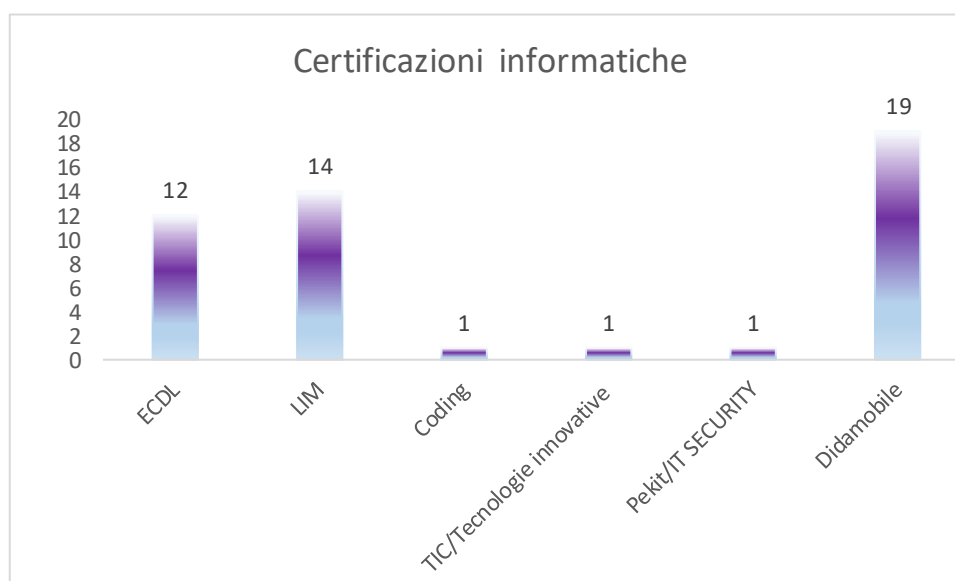 Certificazioni informatiche
20
18
16
14
12
10
8
6
4
2
0
12
14
1
1
1
19
ECDL
LIM
Coding
TIC/Tecnologie innovative
Pekit/IT SECURITY
Didamobile